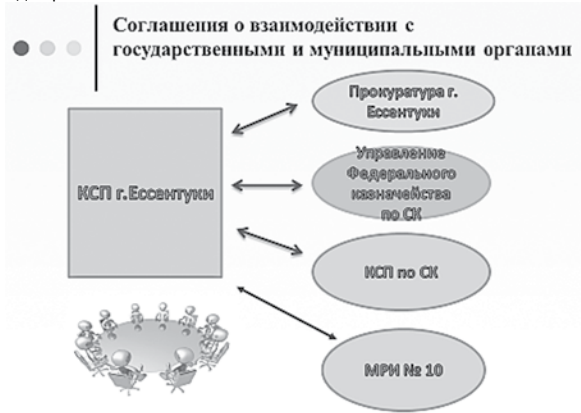 Соглашения о взаимодействии с
государственными и муниципальными органами
КСП г.Ессентуки
Прокуратура г.
Ессентуки
Управление
Федерального
казначейства
по СК
КСП по СК
МРИ № 10